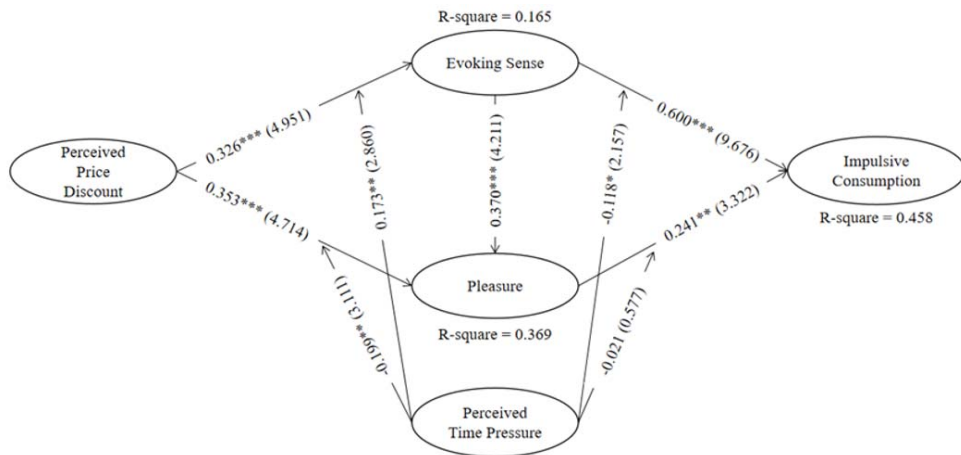 R-square = 0.165
Evoking Sense
0.326*** (4.951)
0.173** (2.860)
0.370*** (4.211)
-0.118* (2.157)
0.600*** (9.676)
Perceived
Price
Discount
Impulsive
Consumption
R-square = 0.458
0.353*** (4.714)
0.241** (3.322)
Pleasure
R-square = 0.369
-0.199** (3.111)
-0.021 (0.577)
Perceived
Time Pressure